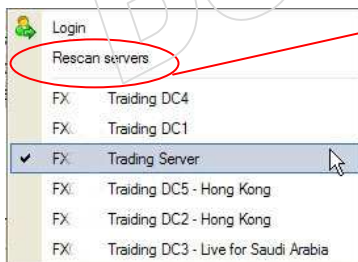 Login
Rescan servers
FX Traiding DC4
FX Traiding DC1
FX Trading Server
FX Traiding DC5 - Hong Kong
FX Traiding DC2 - Hong Kong
FX Traiding DC3 - Live for Saudi Arabia